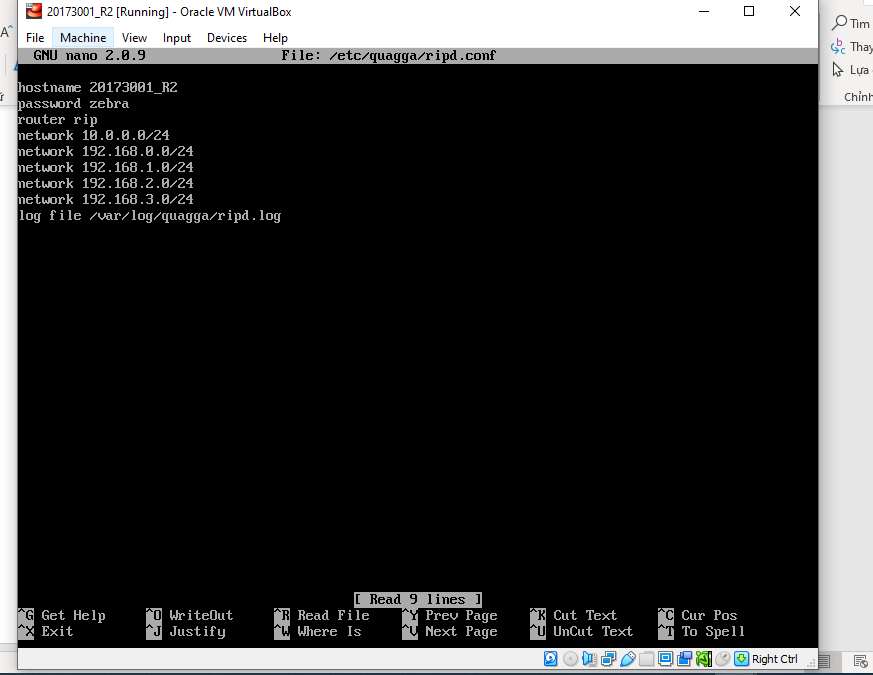 20173001_R2 [Running] - Oracle VM VirtualBox
File Machine View Input Devices Help
GNU nano 2.0.9 File: /etc/quagga/ripd.conf
hostname 20173001_R2
password zebra
router rip
network 10.0.0.0/24
network 192.168.0.0/24
network 192.168.1.0/24
network 192.168.2.0/24
network 192.168.3.0/24
log file /var/log/quagga/ripd.log
[ Read 9 lines ]
^G Get Help ^O WriteOut ^R Read File ^Y Prev Page ^K Cut Text ^C Cur Pos
^X Exit ^J Justify ^W Where Is ^V Next Page ^U UnCut Text ^T To Spell
Right Ctrl
Tìm
Thay
Lựa
Chỉnh